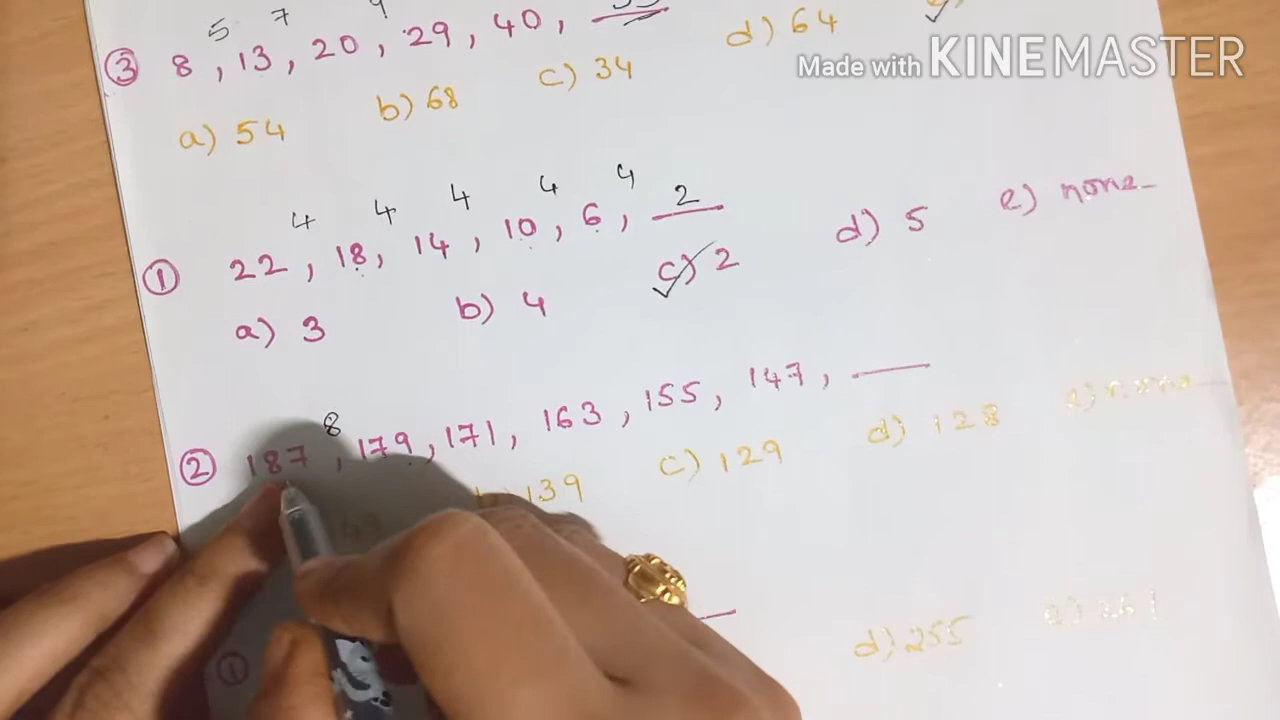 5 7 9
③ 8 , 13 , 20 , 29 , 40 ,
d) 64
Made with KINEMASTER
a) 54 b) 68 c) 34
4 4 4 4 4 2
① 22 , 18 , 14 , 10 , 6 ,
a) 3 b) 4 c) 2 d) 5 e) none
8
② 187 , 179 , 171 , 163 , 155 , 147 ,
139 c) 129 d) 128 e) none
①
d) 255